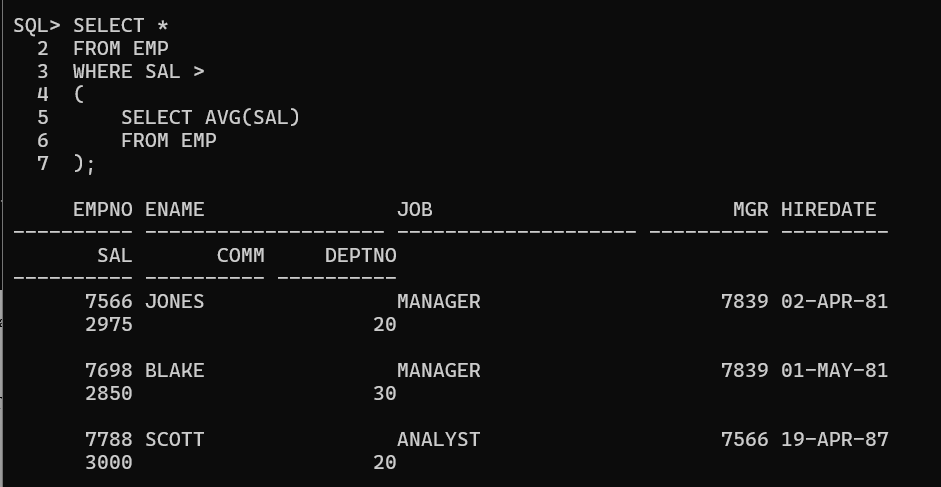 SQL> SELECT *
  2  FROM EMP
  3  WHERE SAL >
  4  (
  5      SELECT AVG(SAL)
  6      FROM EMP
  7  );

     EMPNO ENAME                JOB                         MGR HIREDATE
---------- -------------------- -------------------- ---------- ---------
       SAL       COMM     DEPTNO
---------- ---------- ----------
      7566 JONES                MANAGER                    7839 02-APR-81
      2975                    20

      7698 BLAKE                MANAGER                    7839 01-MAY-81
      2850                    30

      7788 SCOTT                ANALYST                    7566 19-APR-87
      3000                    20